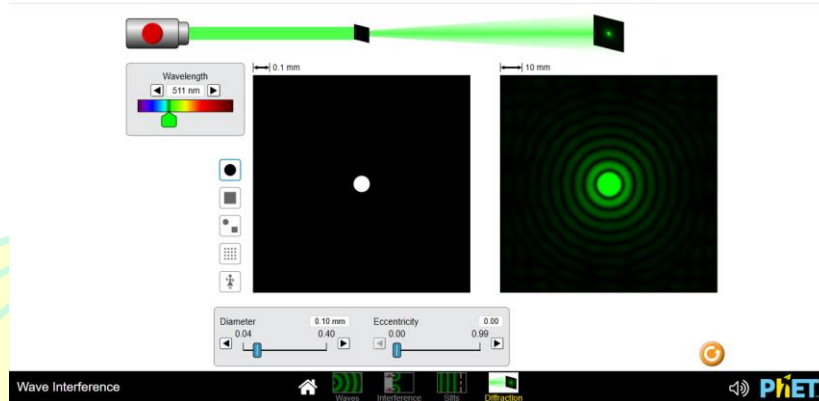 Wavelength
511 nm
0.1 mm
10 mm
Diameter
0.10 mm
0.04
0.40
Eccentricity
0.00
0.00
0.99
Wave Interference
Waves
Interference
Slits
Diffraction
PhET